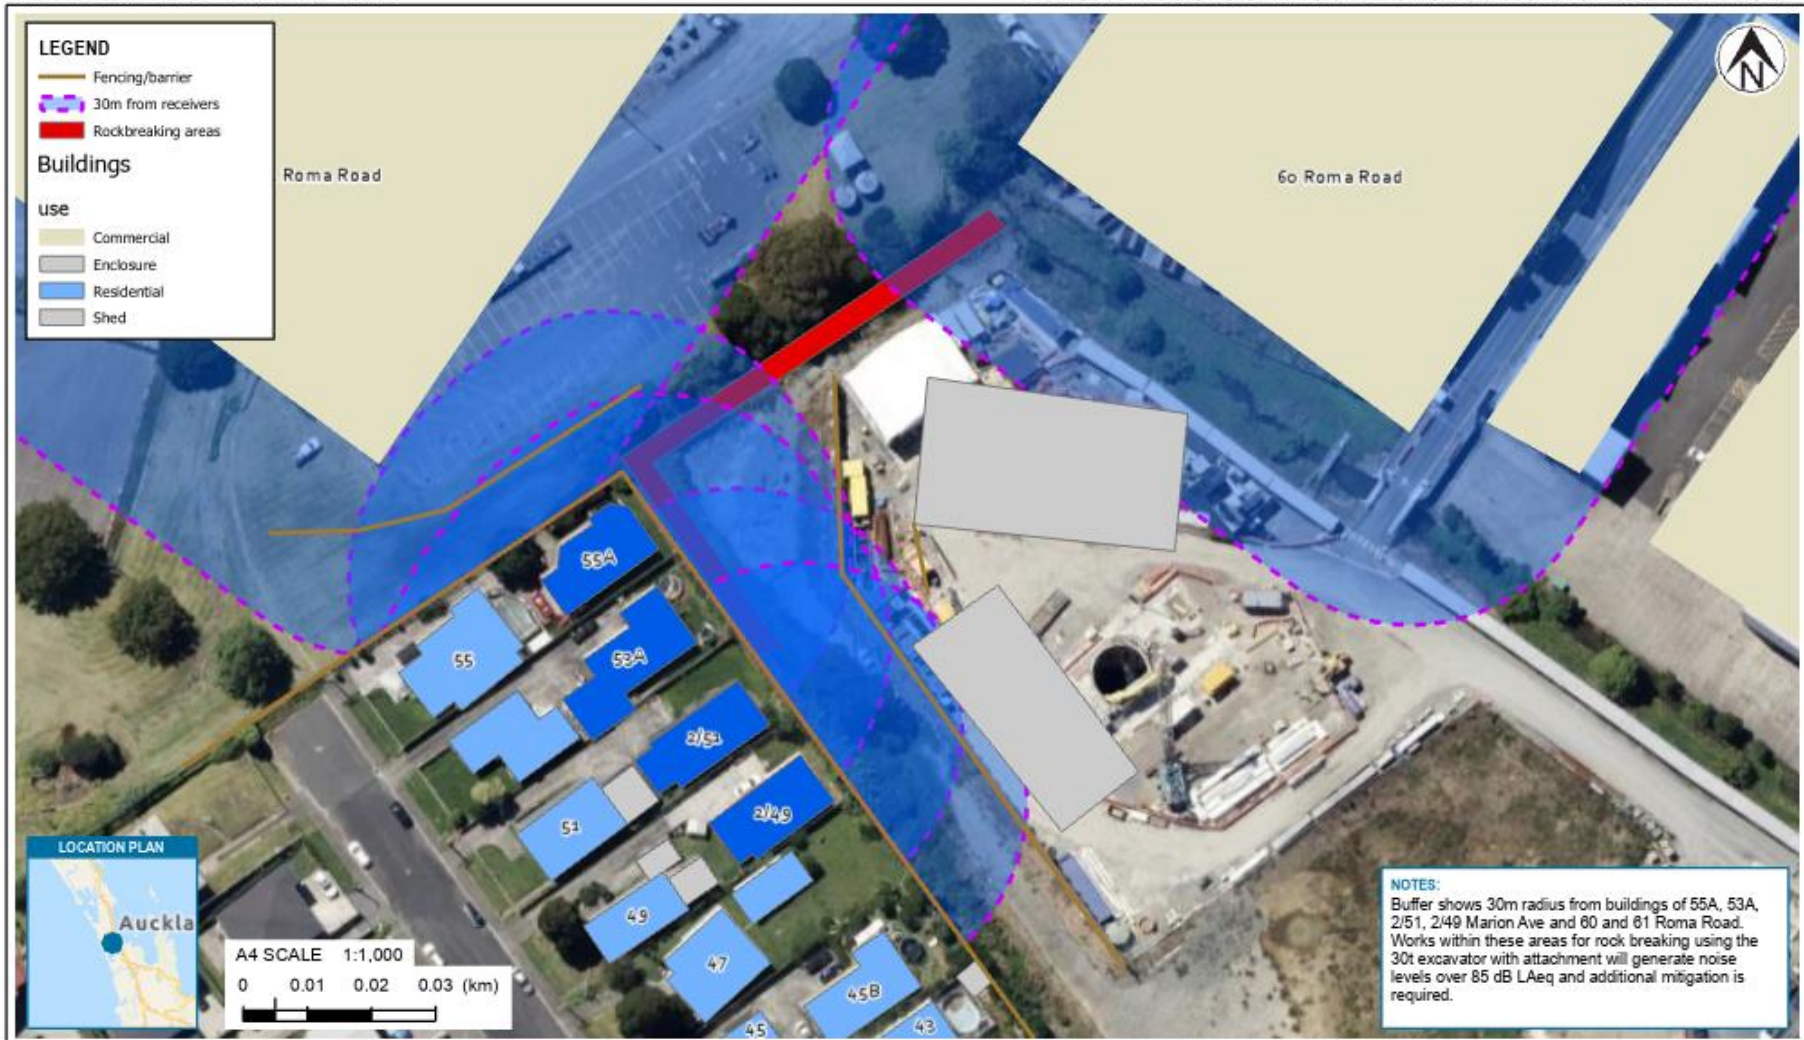 LEGEND
Fencing/barrier
30m from receivers
Rockbreaking areas
Buildings
use
Commercial
Enclosure
Residential
Shed
Roma Road
60 Roma Road
N
55A
55
53A
2/51
51
2/49
49
47
45B
45
43
LOCATION PLAN
Auckla
A4 SCALE 1:1,000
0 0.01 0.02 0.03 (km)
NOTES:
Buffer shows 30m radius from buildings of 55A, 53A,
2/51, 2/49 Marion Ave and 60 and 61 Roma Road.
Works within these areas for rock breaking using the
30t excavator with attachment will generate noise
levels over 85 dB LAeq and additional mitigation is
required.